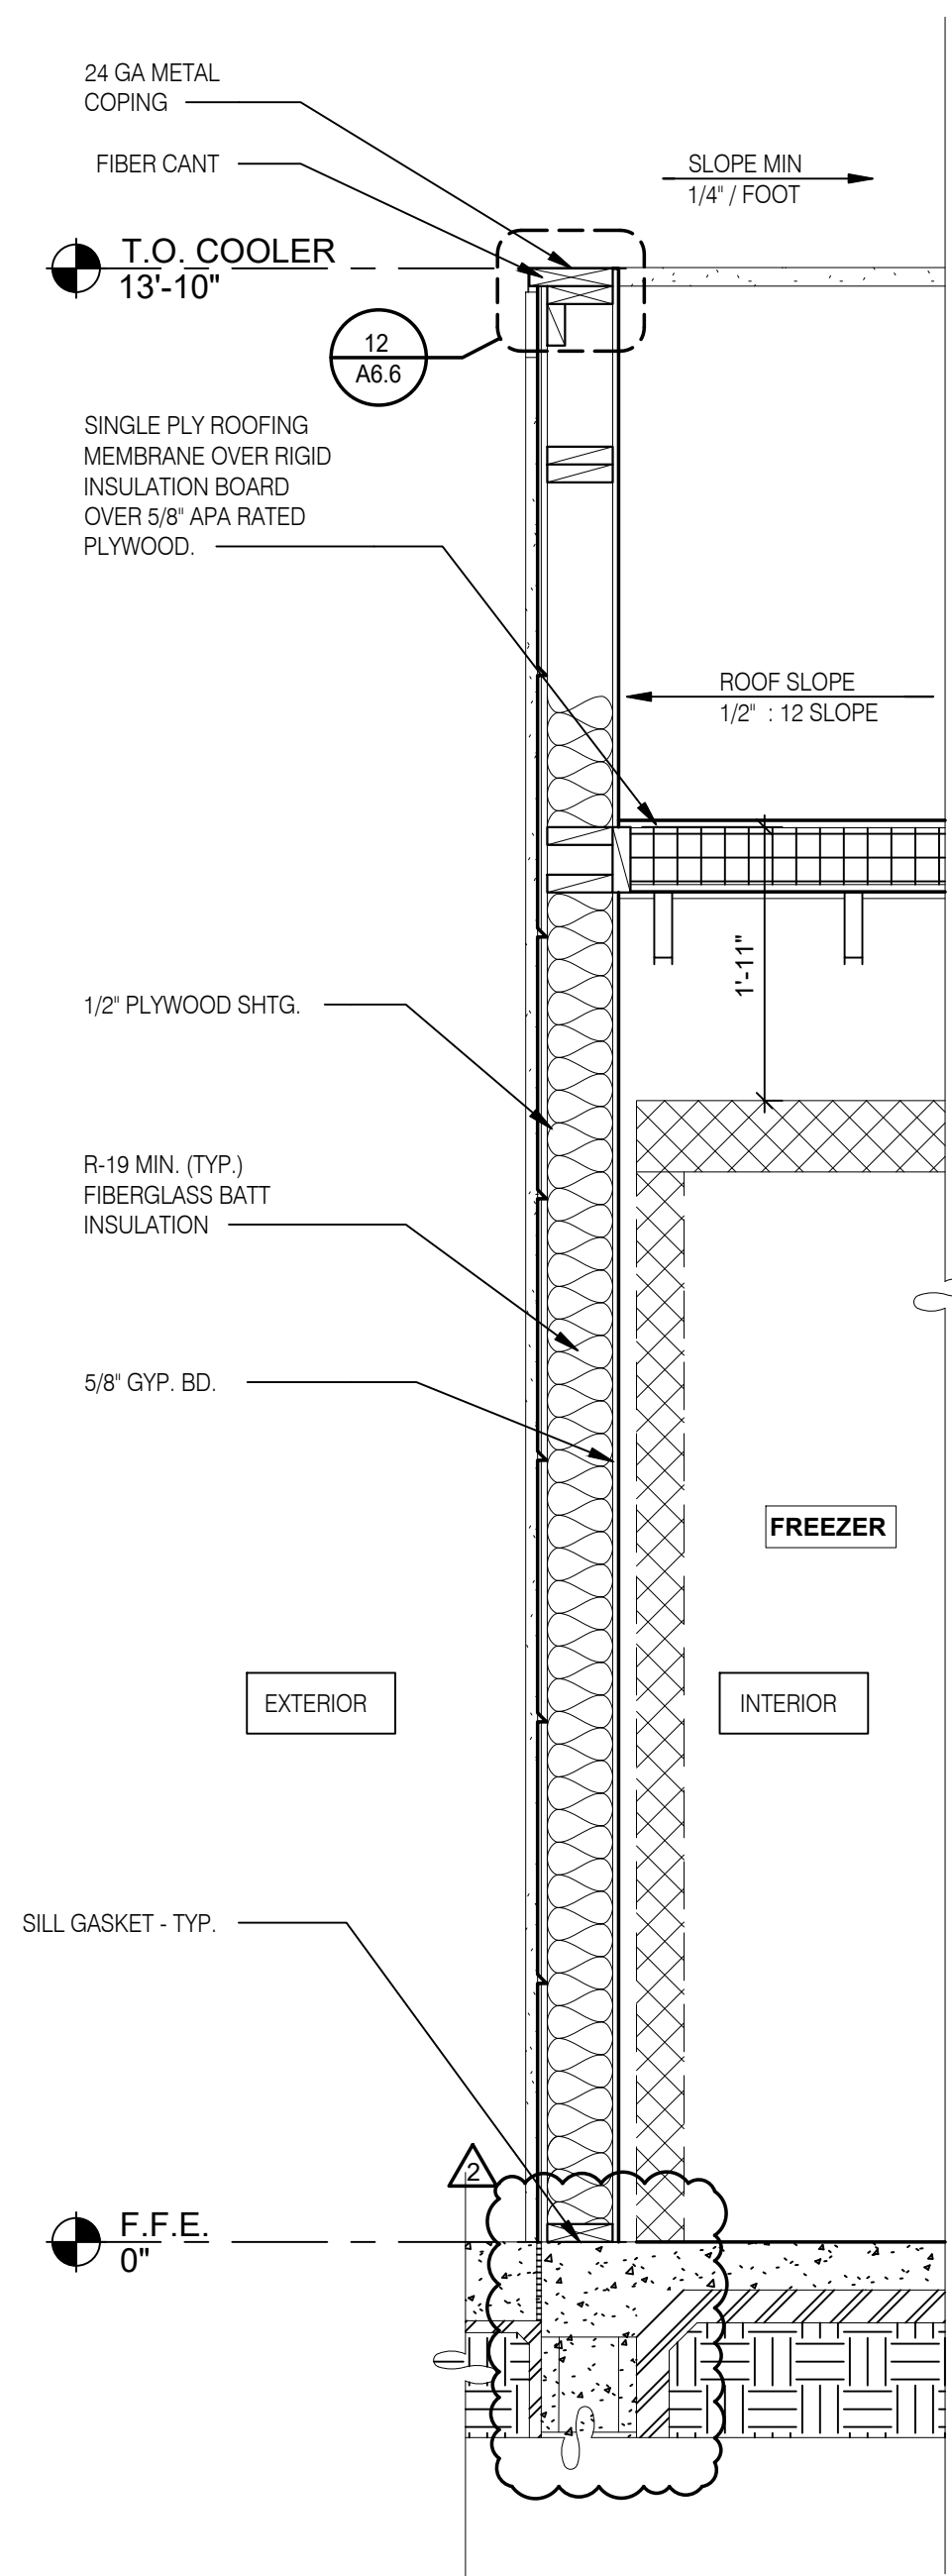 24 GA METAL
COPING
FIBER CANT
SLOPE MIN
1/4" / FOOT
T.O. COOLER
13'-10"
12
A6.6
SINGLE PLY ROOFING
MEMBRANE OVER RIGID
INSULATION BOARD
OVER 5/8" APA RATED
PLYWOOD.
ROOF SLOPE
1/2" : 12 SLOPE
1'-11"
1/2" PLYWOOD SHTG.
R-19 MIN. (TYP.)
FIBERGLASS BATT
INSULATION
5/8" GYP. BD.
FREEZER
EXTERIOR
INTERIOR
SILL GASKET - TYP.
2
F.F.E.
0"